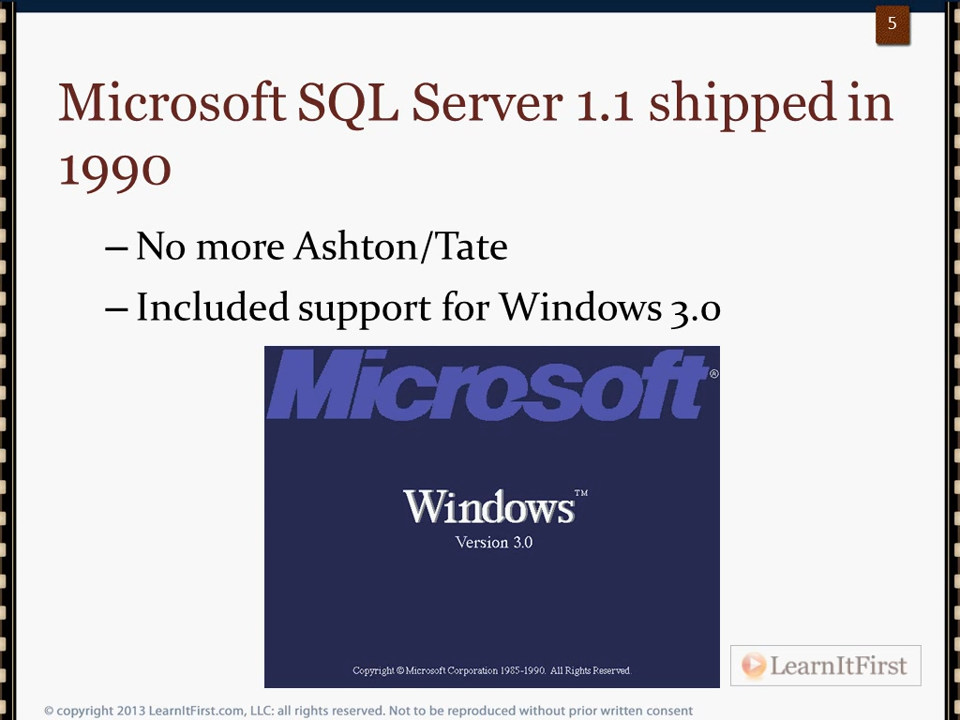 5
Microsoft SQL Server 1.1 shipped in
1990
– No more Ashton/Tate
– Included support for Windows 3.0
Microsoft®
Windows™
Version 3.0
Copyright © Microsoft Corporation 1985-1990. All Rights Reserved.
LearnItFirst
© copyright 2013 LearnItFirst.com, LLC: all rights reserved. Not to be reproduced without prior written consent